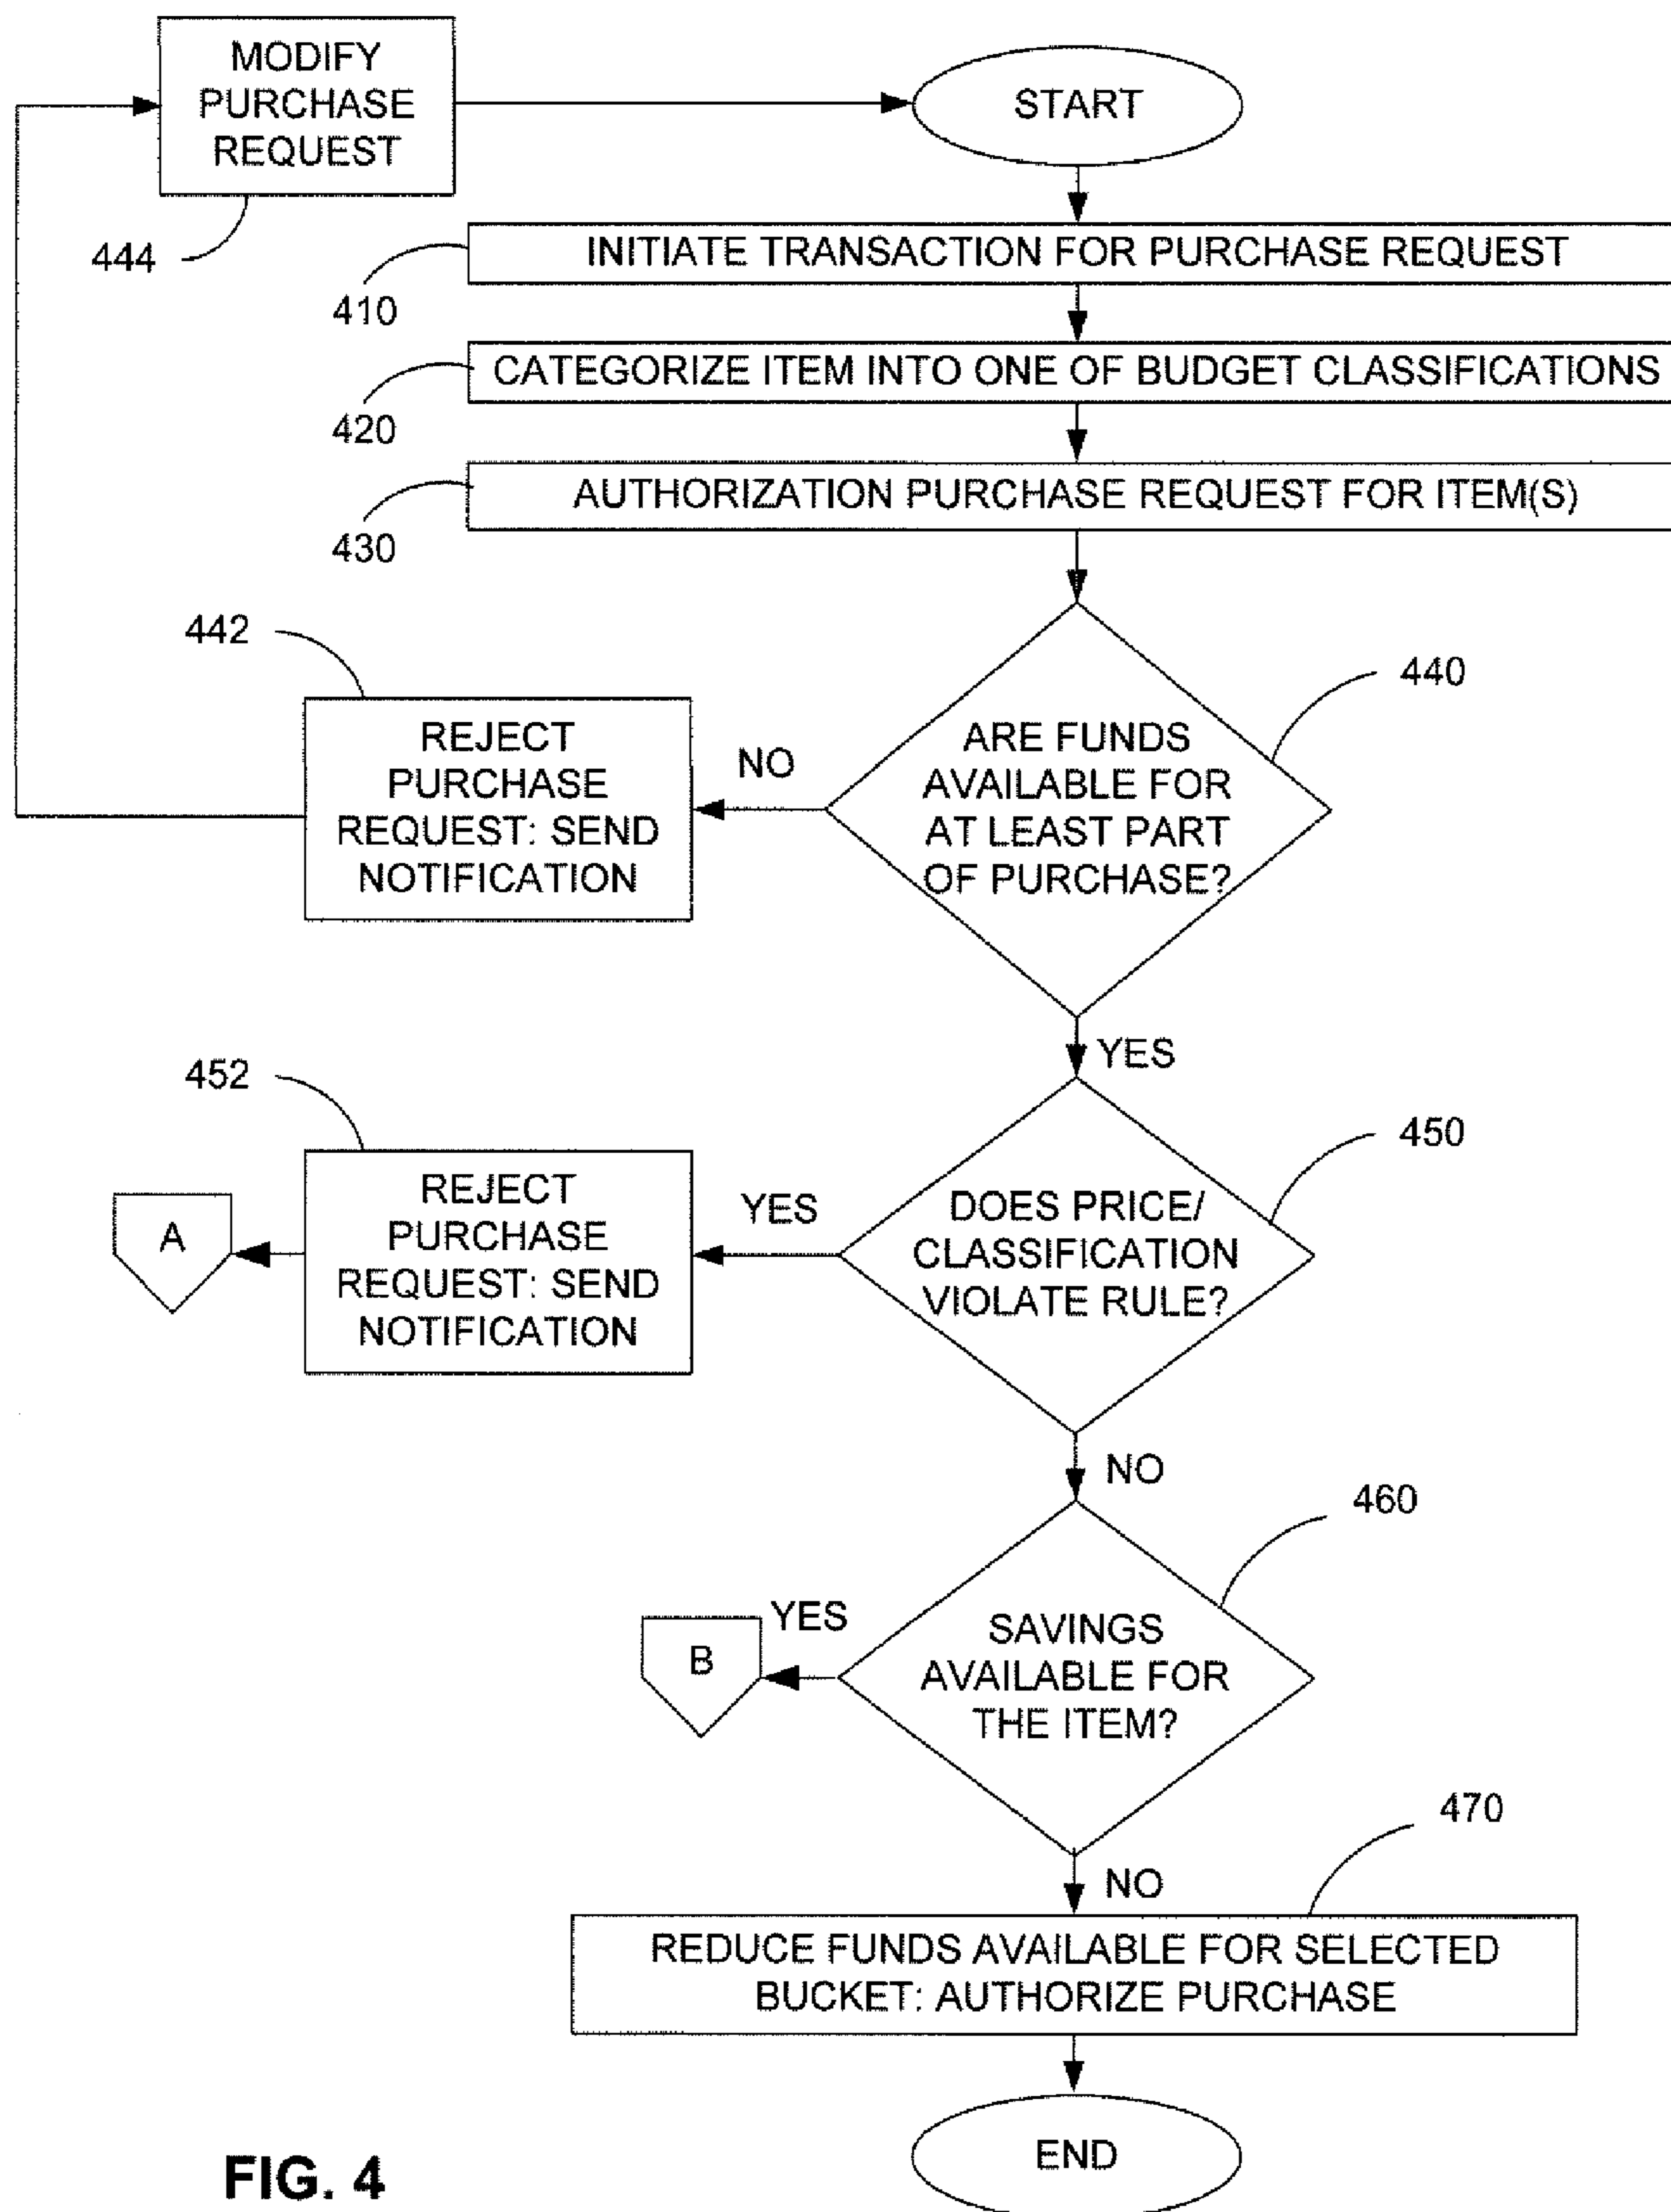 MODIFY
PURCHASE
REQUEST
START
444
INITIATE TRANSACTION FOR PURCHASE REQUEST
410
CATEGORIZE ITEM INTO ONE OF BUDGET CLASSIFICATIONS
420
AUTHORIZATION PURCHASE REQUEST FOR ITEM(S)
430
442
440
REJECT
PURCHASE
REQUEST: SEND
NOTIFICATION
NO
ARE FUNDS
AVAILABLE FOR
AT LEAST PART
OF PURCHASE?
YES
452
450
A
REJECT
PURCHASE
REQUEST: SEND
NOTIFICATION
YES
DOES PRICE/
CLASSIFICATION
VIOLATE RULE?
NO
460
B
YES
SAVINGS
AVAILABLE FOR
THE ITEM?
470
NO
REDUCE FUNDS AVAILABLE FOR SELECTED
BUCKET: AUTHORIZE PURCHASE
END
FIG. 4